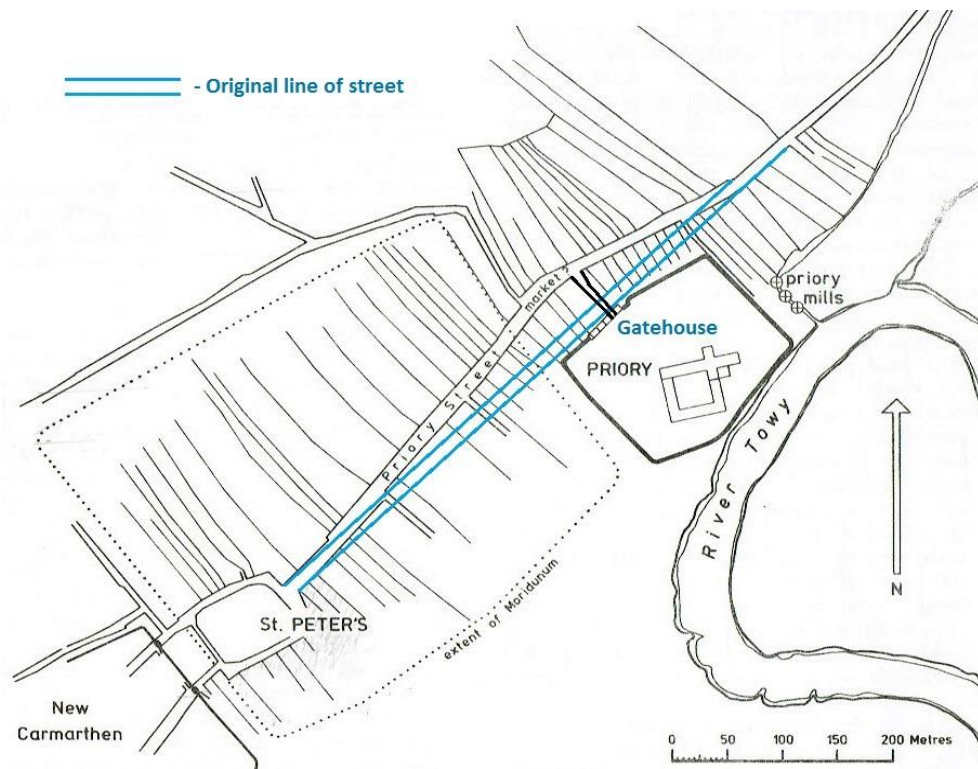 - Original line of street
Priory Street
market?
priory
mills
Gatehouse
PRIORY
River Towy
N
extent of Moridunum
St. PETER'S
New
Carmarthen
0 50 100 150 200 Metres